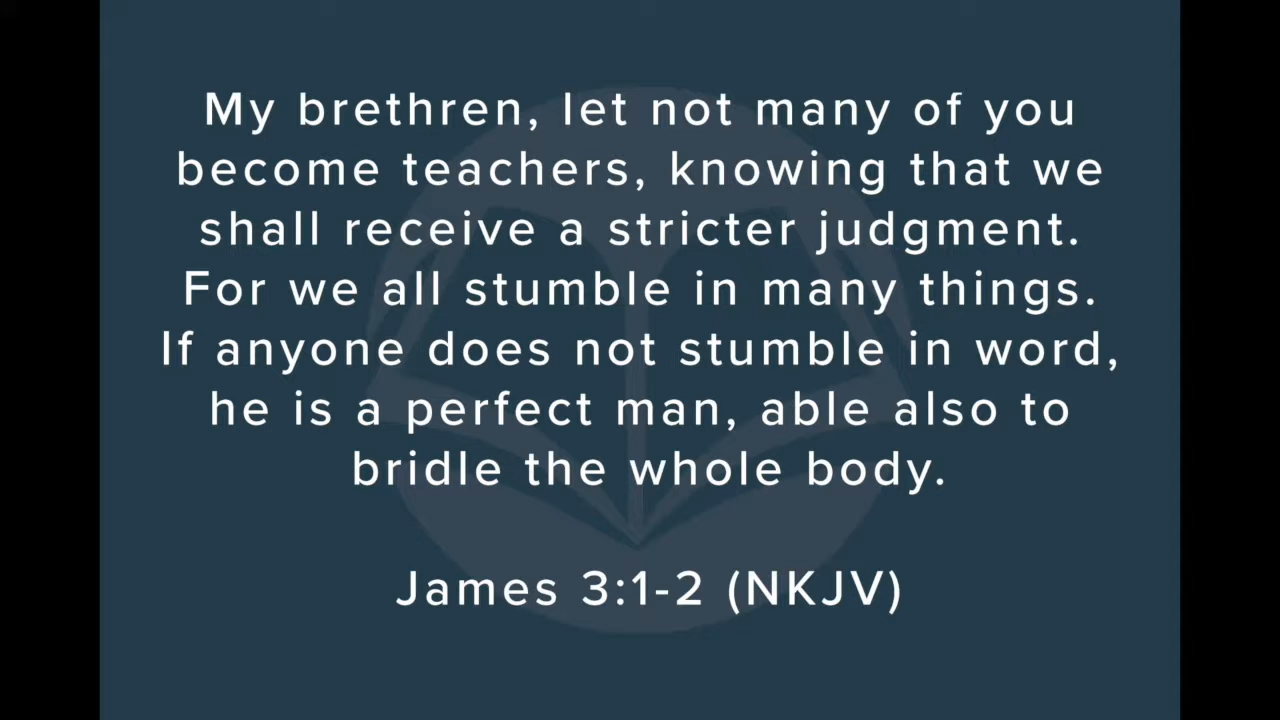 My brethren, let not many of you
become teachers, knowing that we
shall receive a stricter judgment.
For we all stumble in many things.
If anyone does not stumble in word,
he is a perfect man, able also to
bridle the whole body.
James 3:1-2 (NKJV)